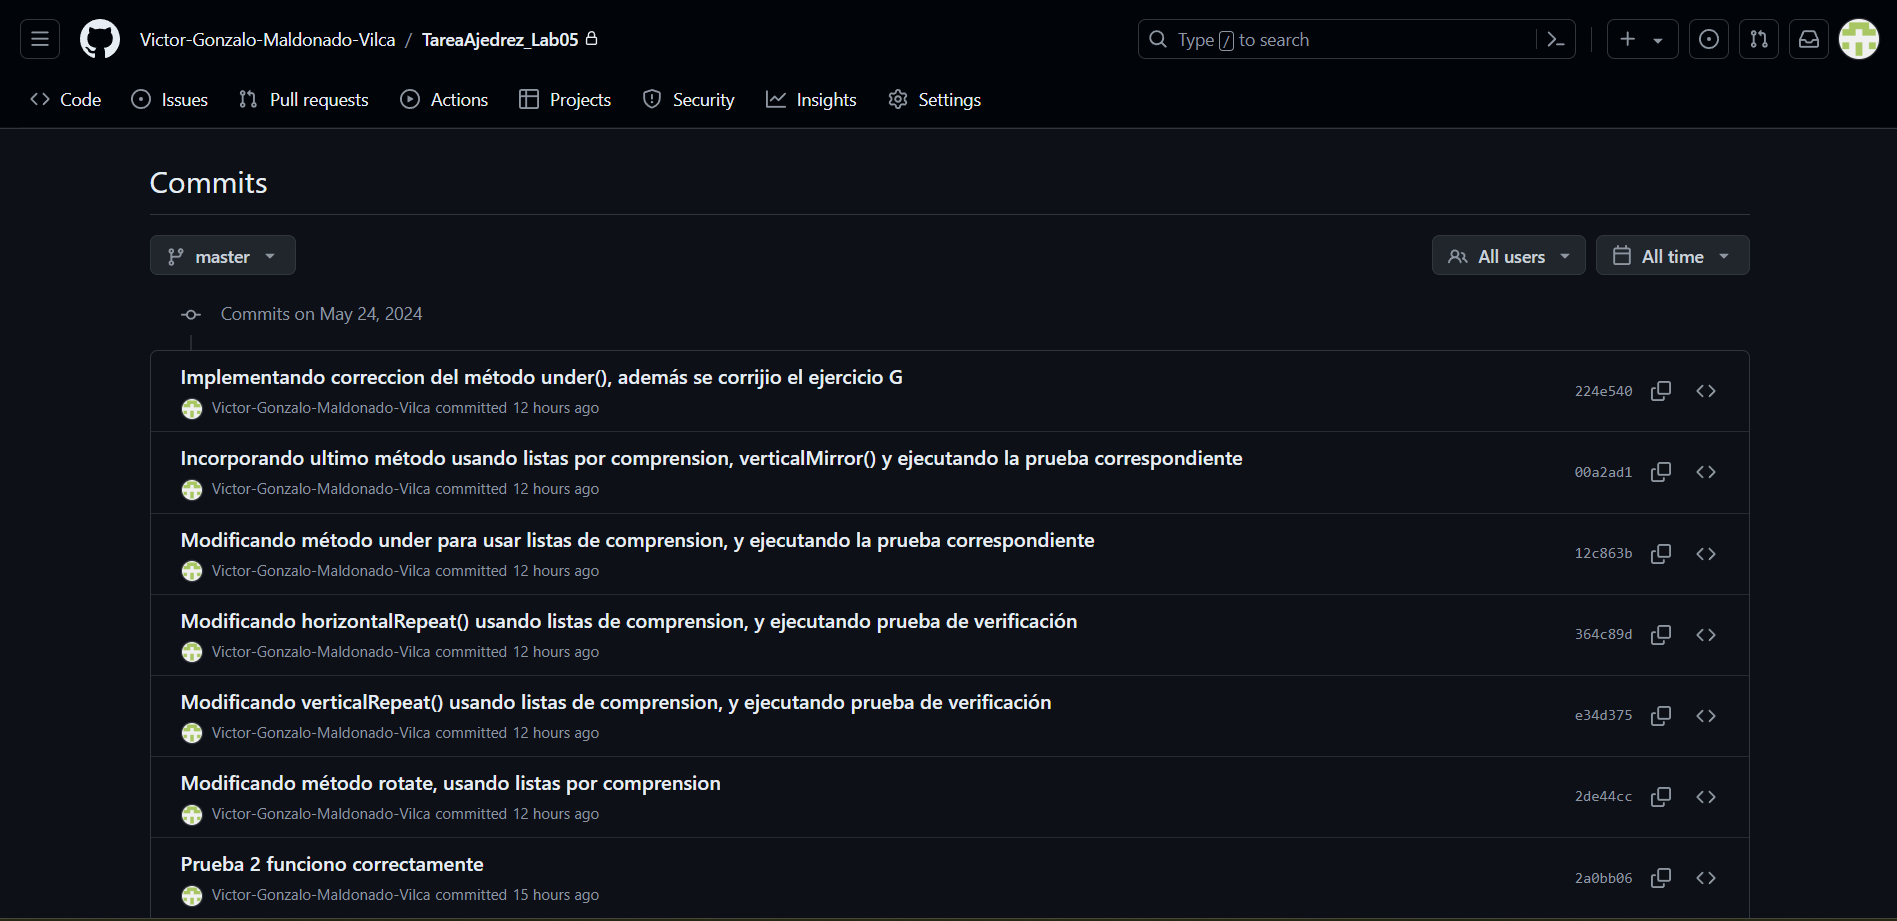 Victor-Gonzalo-Maldonado-Vilca / TareaAjedrez_Lab05
Type / to search
Code Issues Pull requests Actions Projects Security Insights Settings
Commits
master
All users All time
Commits on May 24, 2024
Implementando correccion del método under(), además se corrijio el ejercicio G
Victor-Gonzalo-Maldonado-Vilca committed 12 hours ago
224e540
Incorporando ultimo método usando listas por comprension, verticalMirror() y ejecutando la prueba correspondiente
Victor-Gonzalo-Maldonado-Vilca committed 12 hours ago
00a2ad1
Modificando método under para usar listas de comprension, y ejecutando la prueba correspondiente
Victor-Gonzalo-Maldonado-Vilca committed 12 hours ago
12c863b
Modificando horizontalRepeat() usando listas de comprension, y ejecutando prueba de verificación
Victor-Gonzalo-Maldonado-Vilca committed 12 hours ago
364c89d
Modificando verticalRepeat() usando listas de comprension, y ejecutando prueba de verificación
Victor-Gonzalo-Maldonado-Vilca committed 12 hours ago
e34d375
Modificando método rotate, usando listas por comprension
Victor-Gonzalo-Maldonado-Vilca committed 12 hours ago
2de44cc
Prueba 2 funciono correctamente
Victor-Gonzalo-Maldonado-Vilca committed 15 hours ago
2a0bb06